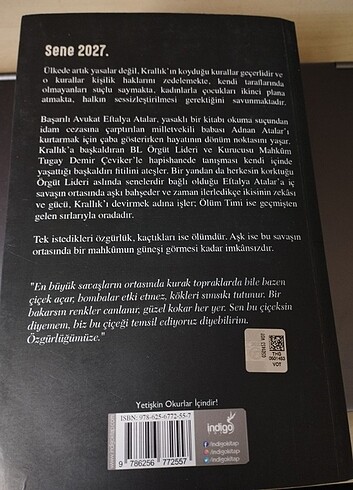 Sene 2027.
Ülkede artık yasalar değil, Krallık'ın koyduğu kurallar geçerlidir ve
o kurallar kişilik haklarını zedelemekte, kendi taraflarında
olmayanları suçlu saymakta, kadınlarla çocukları ikinci plana
atmakta, halkın sessizleştirilmesi gerektiğini savunmaktadır.
Başarılı Avukat Eftalya Atalar, yasaklı bir kitabı okuma suçundan
idam cezasına çarptırılan milletvekili babası Adnan Atalar'ı
kurtarmak için çaba gösterirken hayatının dönüm noktasını yaşar.
Krallık'a başkaldıran BL Örgüt Lideri ve Kurucusu Mahkûm
Tugay Demir Çeviker'le hapishanede tanışması kendi içinde
yaşattığı başkaldırı fitilini ateşler. Bir yandan da herkesin korktuğu
Örgüt Lideri aslında senelerdir bağlı olduğu Eftalya Atalar'a iç
savaşın ortasında aşkı bahşeder ve zaman ilerledikçe ikisinin zekâsı
ve gücü, Krallık'ı devirmek adına işler; Ölüm Timi ise geçmişten
gelen sırlarıyla oradadır.
Tek istedikleri özgürlük, kaçtıkları ise ölümdür. Aşk ise bu savaşın
ortasında bir mahkûmun güneşi görmesi kadar imkânsızdır.
"En büyük savaşların ortasında kurak topraklarda bile bazen
çiçek açar, bombalar etki etmez, kökleri sımsıkı tutunur. Bir
bakarsın renkler canlanır, güzel kokar her yer. Sen bu çiçeksin
diyemem, biz bu çiçeği temsil ediyoruz diyebilirim.
Özgürlüğümüze."
Yetişkin Okurlar İçindir!
ISBN: 978-625-6772-55-7
9 786256 772557
indigo
/indigokitap
/indigokitap
/indigokitap